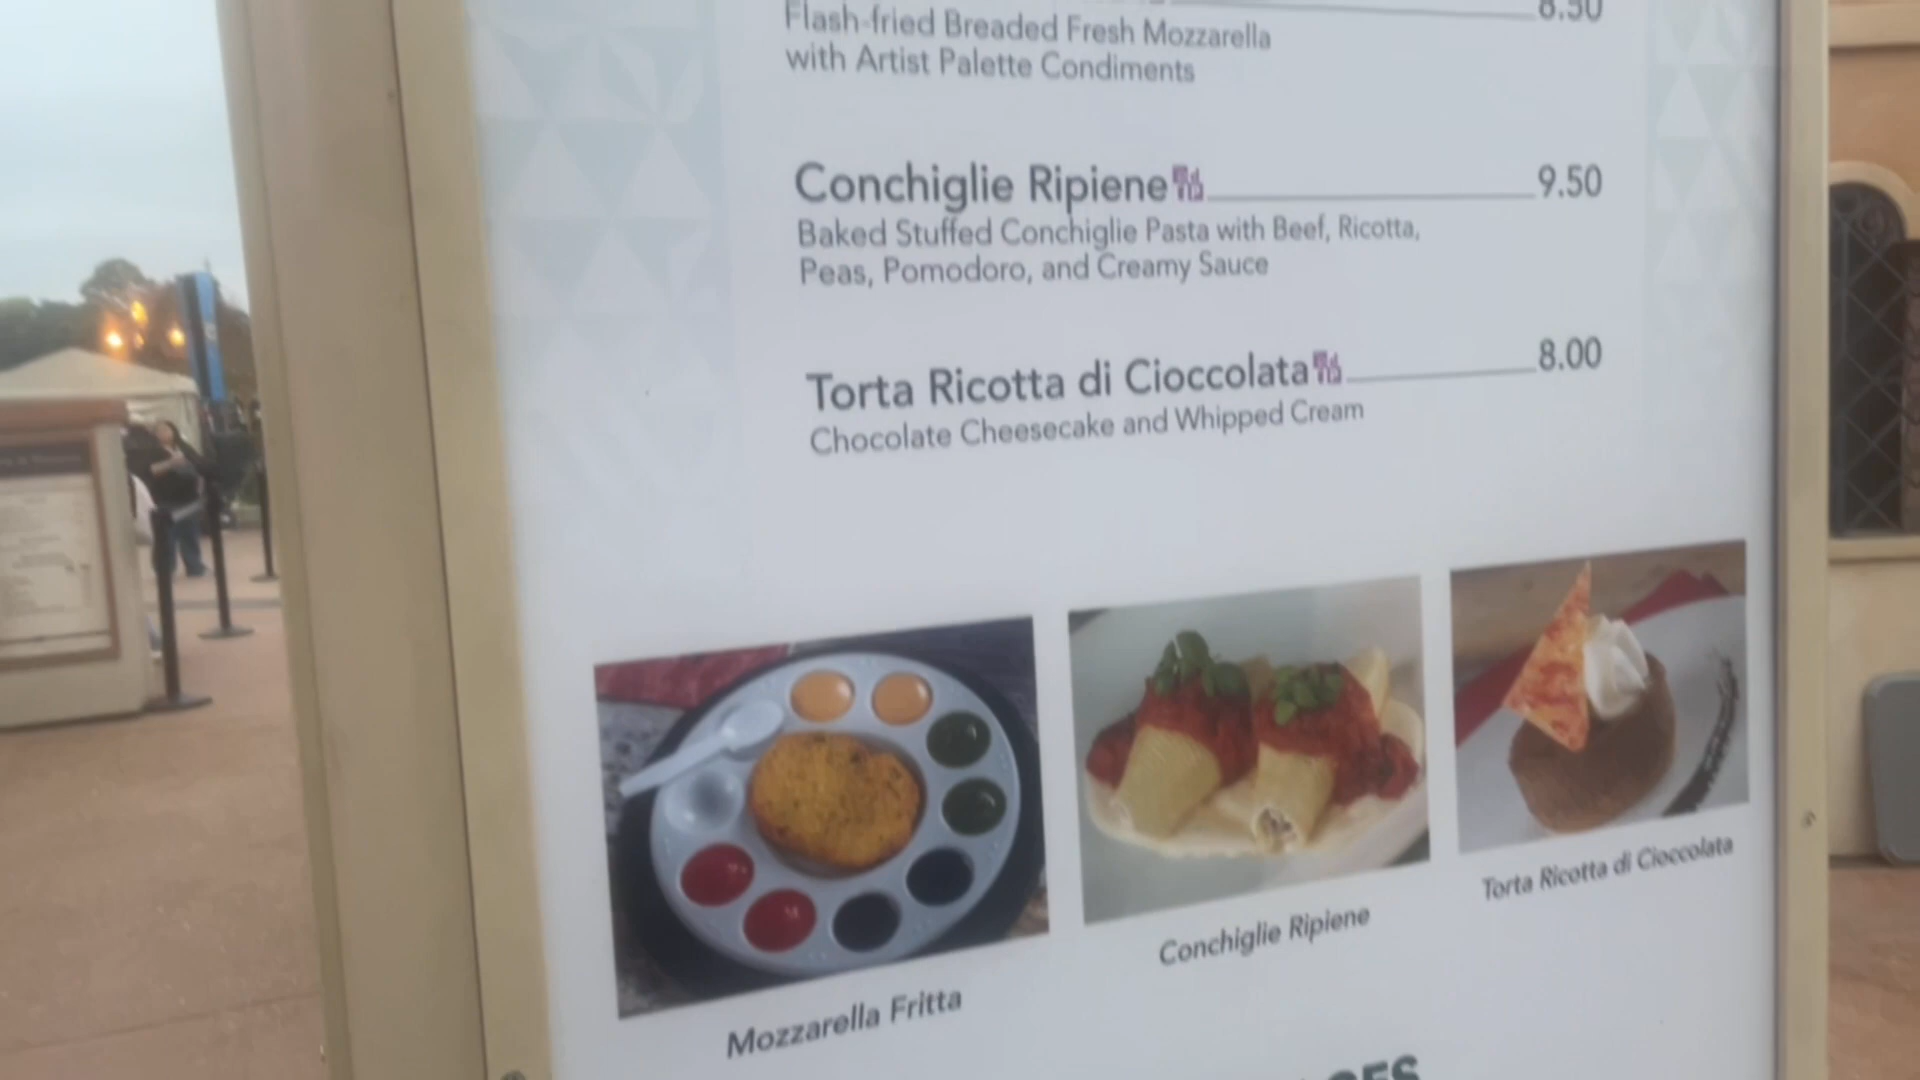 8.50
Flash-fried Breaded Fresh Mozzarella
with Artist Palette Condiments
Conchiglie Ripiene 9.50
Baked Stuffed Conchiglie Pasta with Beef, Ricotta,
Peas, Pomodoro, and Creamy Sauce
Torta Ricotta di Cioccolata 8.00
Chocolate Cheesecake and Whipped Cream
Mozzarella Fritta
Conchiglie Ripiene
Torta Ricotta di Cioccolata